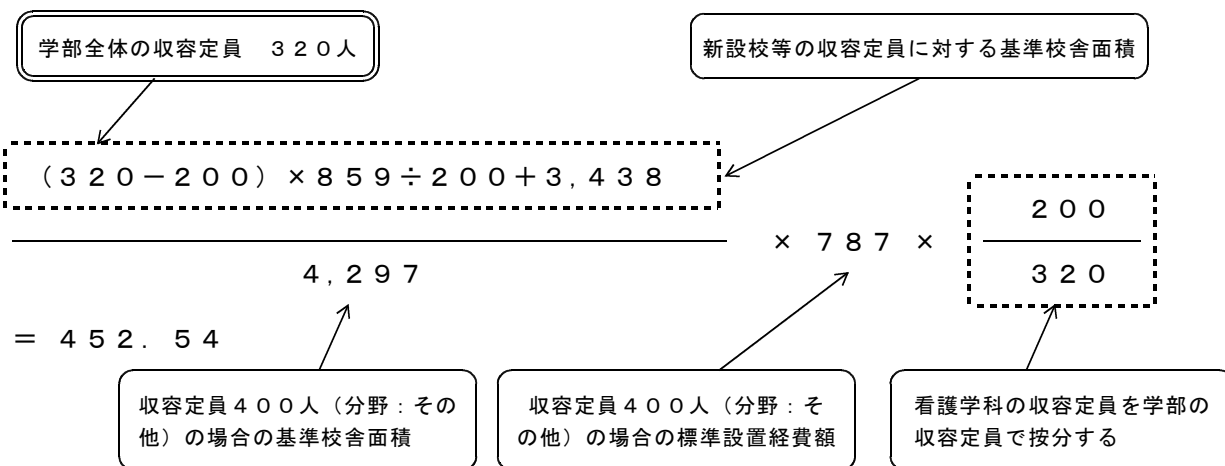 学部全体の収容定員　３２０人
新設校等の収容定員に対する基準校舎面積
（３２０－２００）×８５９÷２００＋３,４３８
４,２９７
× ７８７ ×
２００
３２０
＝ ４５２．５４
収容定員４００人（分野：その
他）の場合の基準校舎面積
収容定員４００人（分野：そ
の他）の場合の標準設置経費額
看護学科の収容定員を学部の
収容定員で按分する